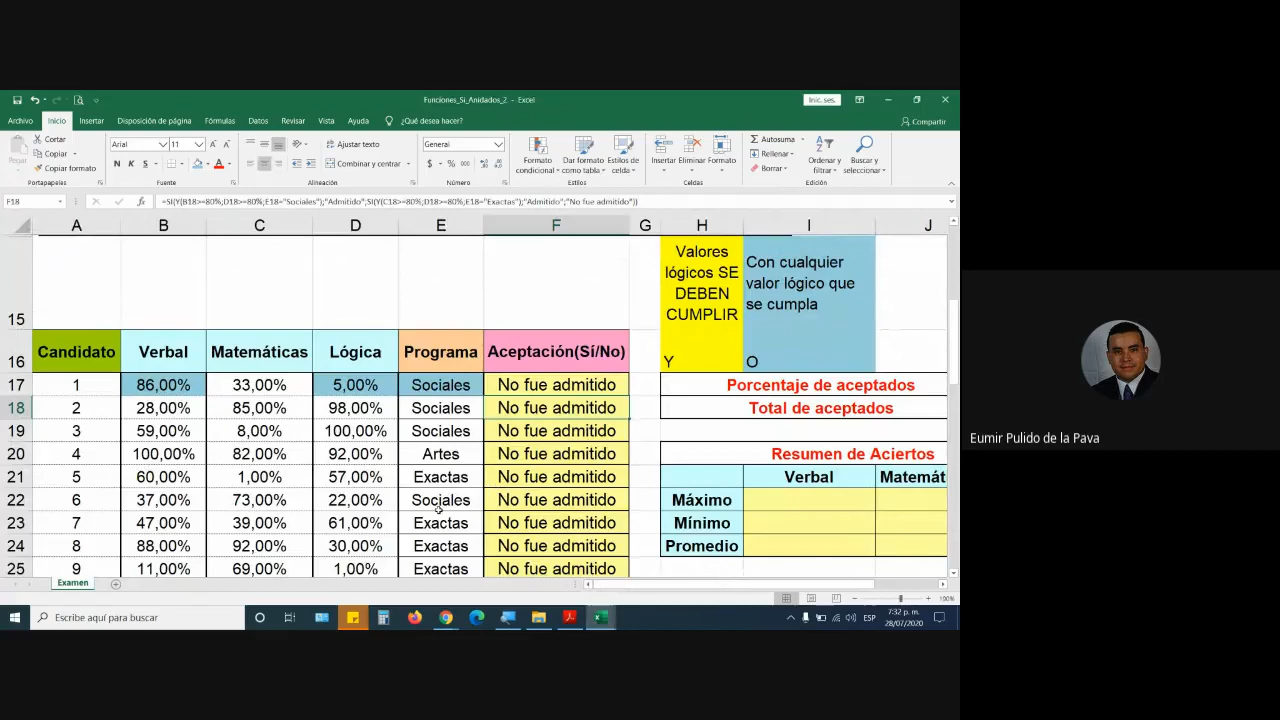 Funciones_Si_Anidados_2. - Excel
Inic. ses.
Archivo Inicio Insertar Disposición de página Fórmulas Datos Revisar Vista Ayuda ¿Qué desea hacer? Compartir
Pegar
Cortar
Copiar
Copiar formato
Portapapeles
Arial 11
N K S
Fuente
Ajustar texto
Combinar y centrar
Alineación
General
$ % 000
Número
Formato condicional
Dar formato como tabla
Estilos de celda
Estilos
Insertar Eliminar Formato
Celdas
Autosuma
Rellenar
Borrar
Ordenar y filtrar
Buscar y seleccionar
Edición
F18 =SI(Y(B18>=80%;D18>=80%;E18="Sociales");"Admitido";SI(Y(C18>=80%;D18>=80%;E18="Exactas");"Admitido";"No fue admitido"))
A B C D E F G H I J
Valores lógicos SE DEBEN CUMPLIR
Con cualquier valor lógico que se cumpla
15
16 Candidato Verbal Matemáticas Lógica Programa Aceptación(Sí/No) Y O
17 1 86,00% 33,00% 5,00% Sociales No fue admitido Porcentaje de aceptados
18 2 28,00% 85,00% 98,00% Sociales No fue admitido Total de aceptados
19 3 59,00% 8,00% 100,00% Sociales No fue admitido
20 4 100,00% 82,00% 92,00% Artes No fue admitido Resumen de Aciertos
21 5 60,00% 1,00% 57,00% Exactas No fue admitido Verbal Matemát
22 6 37,00% 73,00% 22,00% Sociales No fue admitido Máximo
23 7 47,00% 39,00% 61,00% Exactas No fue admitido Mínimo
24 8 88,00% 92,00% 30,00% Exactas No fue admitido Promedio
25 9 11,00% 69,00% 1,00% Exactas No fue admitido
Examen
190%
Escribe aquí para buscar
ESP
7:32 p. m.
28/07/2020
Eumir Pulido de la Pava